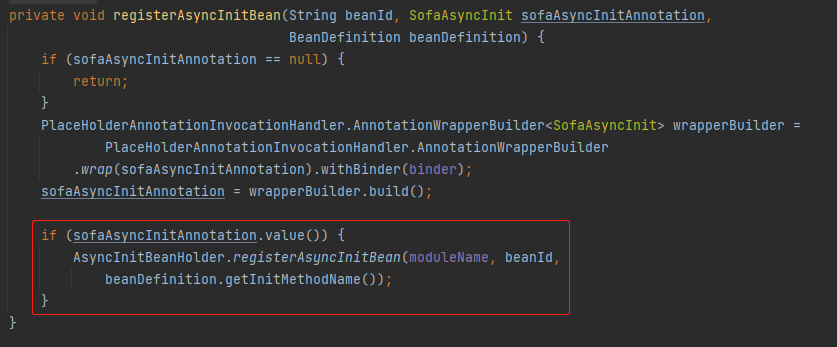 private void registerAsyncInitBean(String beanId, SofaAsyncInit sofaAsyncInitAnnotation,
BeanDefinition beanDefinition) {
if (sofaAsyncInitAnnotation == null) {
return;
}
PlaceHolderAnnotationInvocationHandler.AnnotationWrapperBuilder<SofaAsyncInit> wrapperBuilder =
PlaceHolderAnnotationInvocationHandler.AnnotationWrapperBuilder
.wrap(sofaAsyncInitAnnotation).withBinder(binder);
sofaAsyncInitAnnotation = wrapperBuilder.build();
if (sofaAsyncInitAnnotation.value()) {
AsyncInitBeanHolder.registerAsyncInitBean(moduleName, beanId,
beanDefinition.getInitMethodName());
}
}